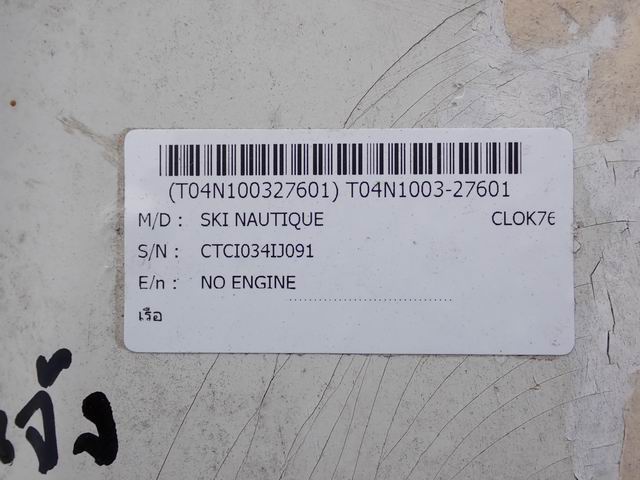 (T04N100327601) T04N1003-27601
M/D : SKI NAUTIQUE CLOK76
S/N : CTCI034IJ091
E/n : NO ENGINE
เรือ